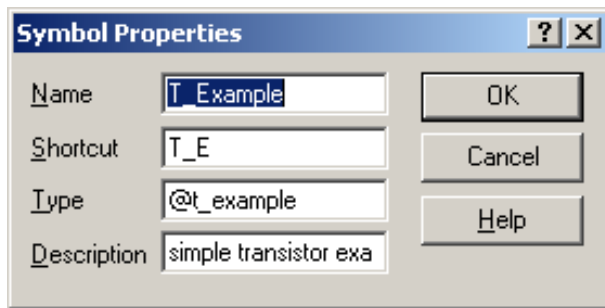 Symbol Properties ? X
Name T_Example OK
Shortcut T_E Cancel
Type @t_example Help
Description simple transistor exa